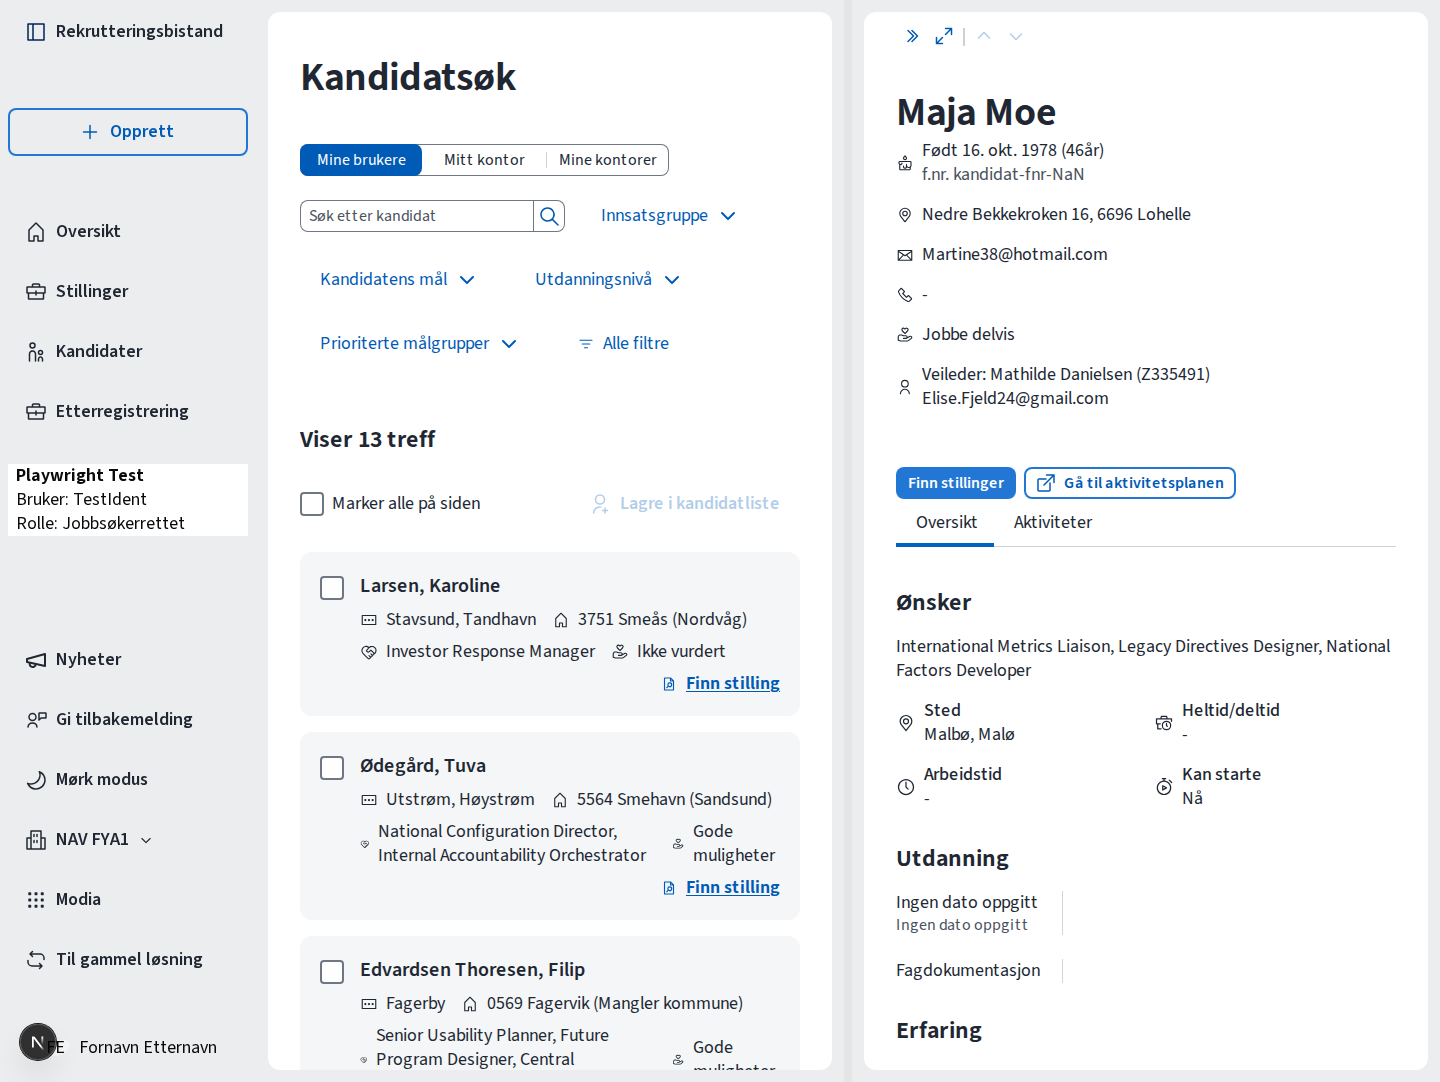 Rekrutteringsbistand
Opprett
Oversikt
Stillinger
Kandidater
Etterregistrering
Playwright Test
Bruker: TestIdent
Rolle: Jobbsøkerrettet
Nyheter
Gi tilbakemelding
Mørk modus
NAV FYA1
Modia
Til gammel løsning
N FE Fornavn Etternavn
Kandidatsøk
Mine brukere Mitt kontor Mine kontorer
Søk etter kandidat Innsatsgruppe
Kandidatens mål Utdanningsnivå
Prioriterte målgrupper Alle filtre
Viser 13 treff
Marker alle på siden Lagre i kandidatliste
Larsen, Karoline
Stavsund, Tandhavn 3751 Smeås (Nordvåg)
Investor Response Manager Ikke vurdert
Finn stilling
Ødegård, Tuva
Utstrøm, Høystrøm 5564 Smehavn (Sandsund)
National Configuration Director, Gode
Internal Accountability Orchestrator muligheter
Finn stilling
Edvardsen Thoresen, Filip
Fagerby 0569 Fagervik (Mangler kommune)
Senior Usability Planner, Future
Program Designer, Central
Gode
muligheter
Maja Moe
Født 16. okt. 1978 (46år)
f.nr. kandidat-fnr-NaN
Nedre Bekkekroken 16, 6696 Lohelle
Martine38@hotmail.com
-
Jobbe delvis
Veileder: Mathilde Danielsen (Z335491)
Elise.Fjeld24@gmail.com
Finn stillinger Gå til aktivitetsplanen
Oversikt Aktiviteter
Ønsker
International Metrics Liaison, Legacy Directives Designer, National
Factors Developer
Sted Heltid/deltid
Malbø, Malø -
Arbeidstid Kan starte
- Nå
Utdanning
Ingen dato oppgitt
Ingen dato oppgitt
Fagdokumentasjon
Erfaring